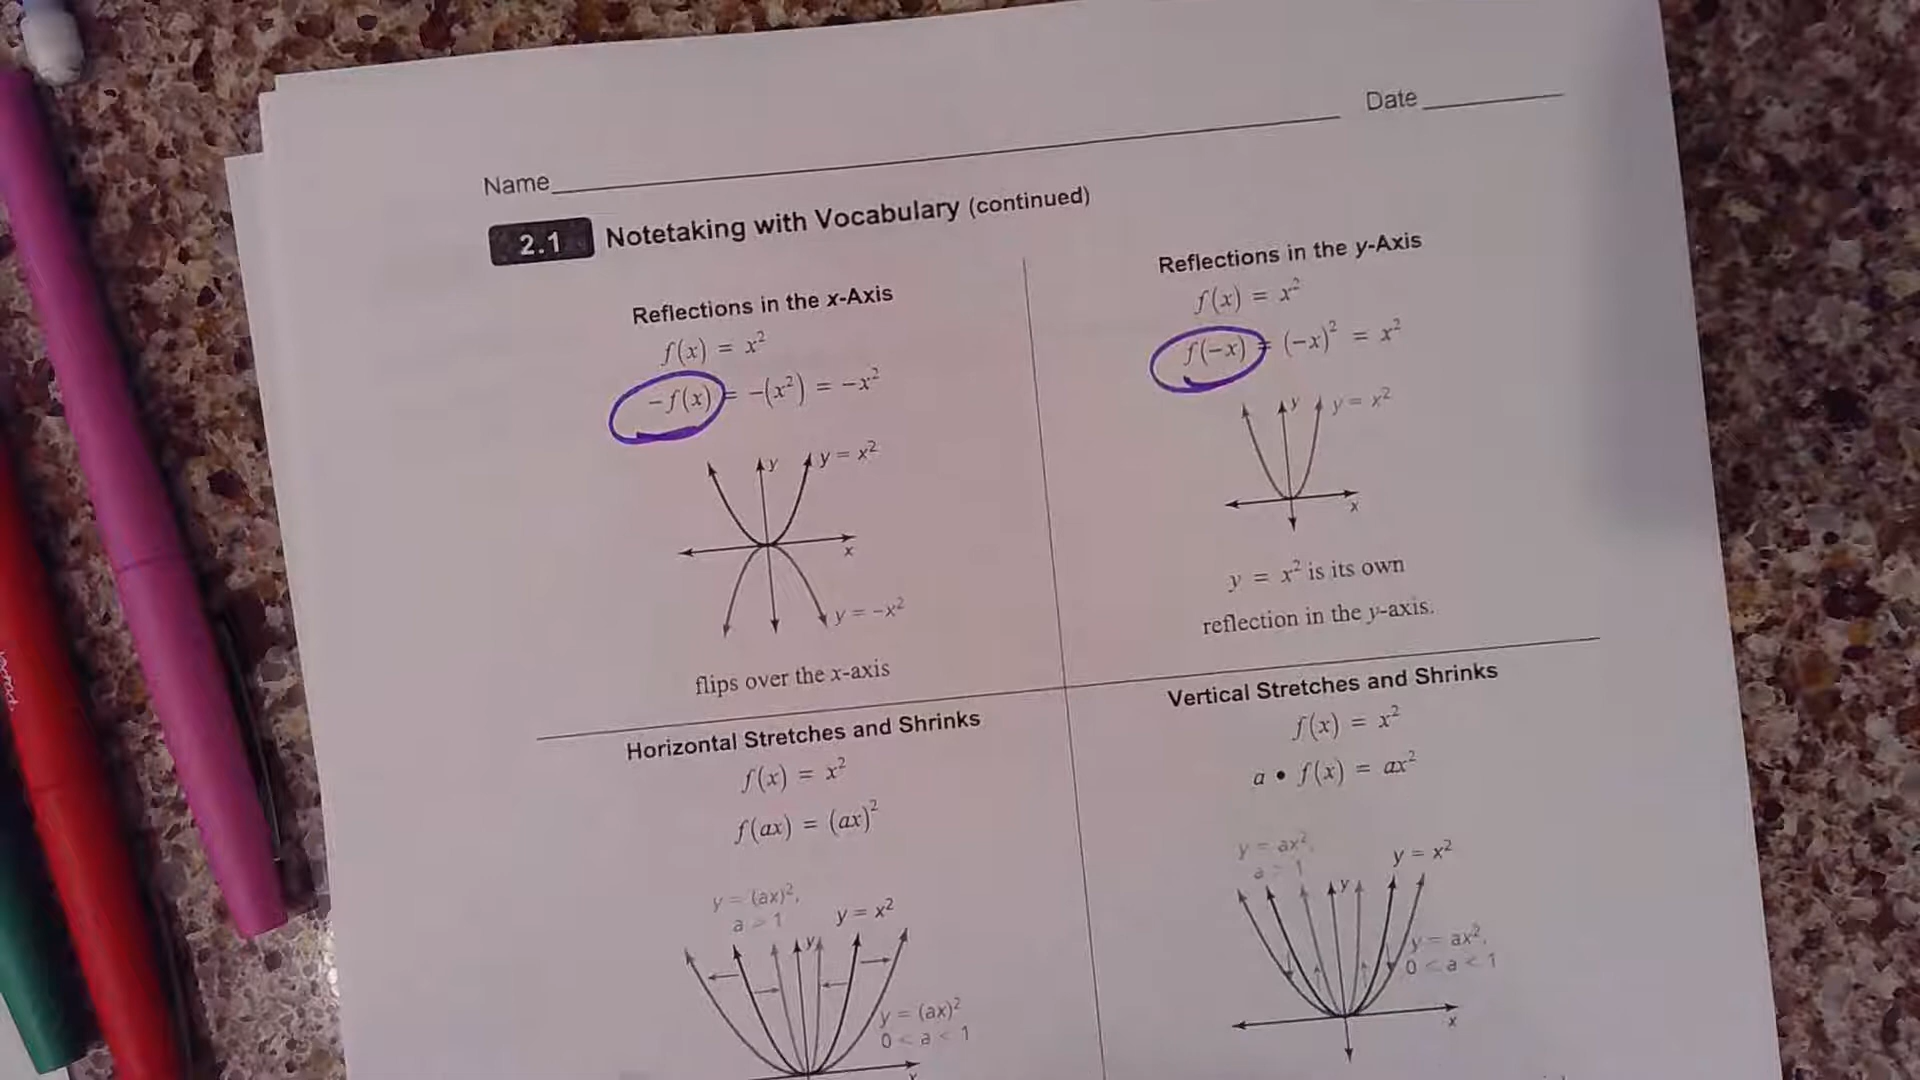 Name
Date
2.1 Notetaking with Vocabulary (continued)
Reflections in the x-Axis
f(x) = x²
-f(x) = -(x²) = -x²
y
y = x²
x
y = -x²
flips over the x-axis
Reflections in the y-Axis
f(x) = x²
f(-x) = (-x)² = x²
y
y = x²
x
y = x² is its own
reflection in the y-axis.
Horizontal Stretches and Shrinks
f(x) = x²
f(ax) = (ax)²
y = (ax)²,
a > 1
y = x²
y
y = (ax)²
0 < a < 1
x
Vertical Stretches and Shrinks
f(x) = x²
a • f(x) = ax²
y = ax²,
a > 1
y = x²
y
y = ax²,
0 < a < 1
x